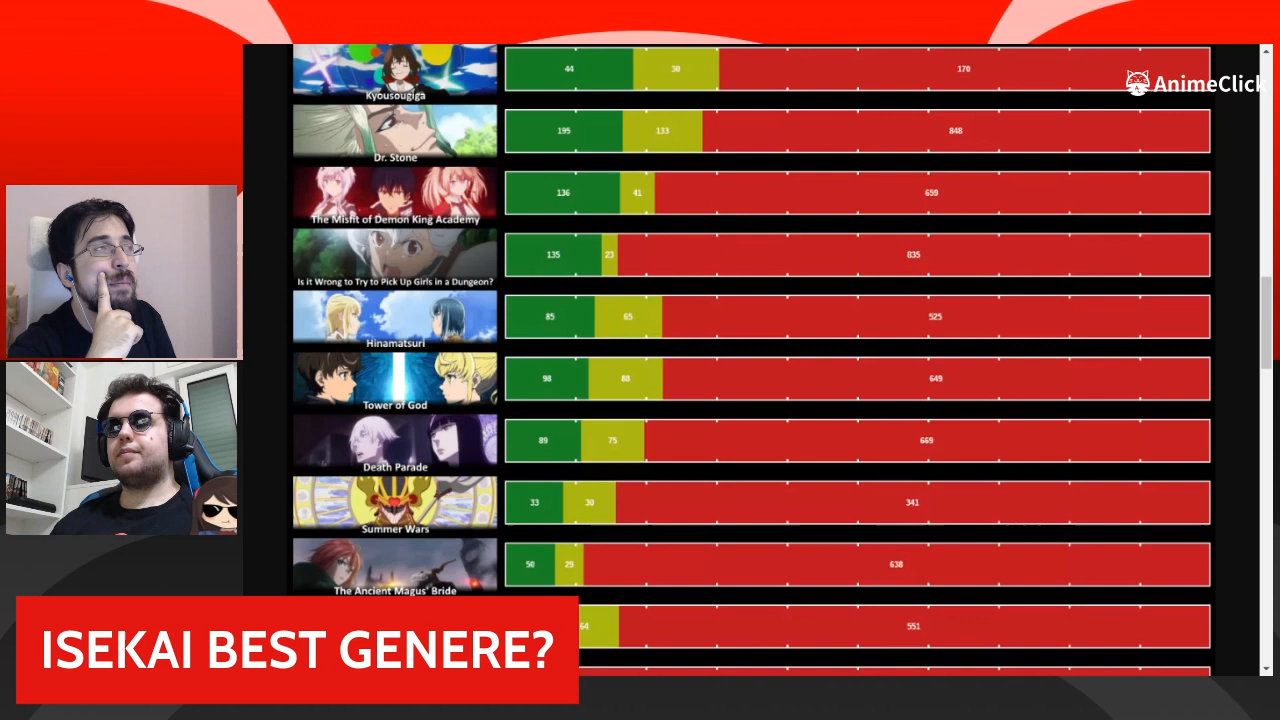 44 30 170
AnimeClick
Kyousougiga
195 133 848
Dr. Stone
136 41 659
The Misfit of Demon King Academy
135 23 835
Is it Wrong to Try to Pick Up Girls in a Dungeon?
85 65 525
Hinamatsuri
98 80 649
Tower of God
89 75 669
Death Parade
33 30 341
Summer Wars
50 29 638
The Ancient Magus' Bride
64 551
ISEKAI BEST GENERE?